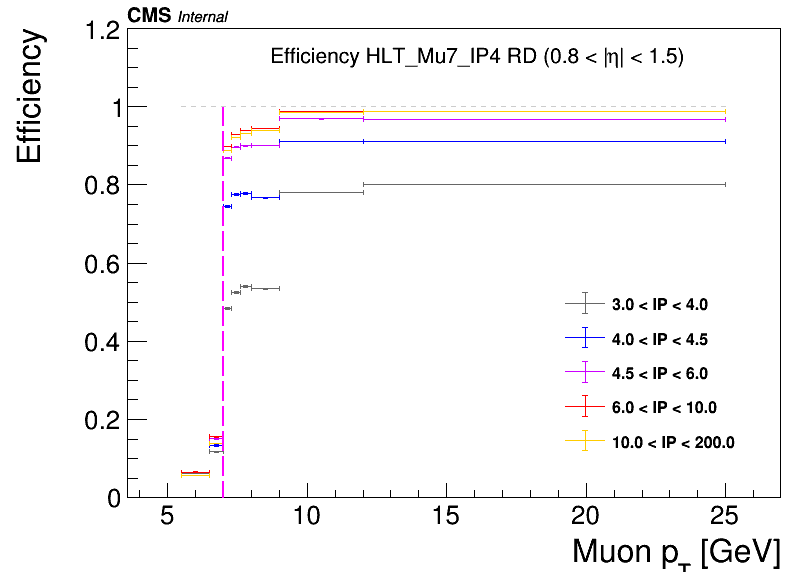 CMS Internal
Efficiency HLT_Mu7_IP4 RD (0.8 < |η| < 1.5)
Efficiency
1.2
1
0.8
0.6
0.4
0.2
0
3.0 < IP < 4.0
4.0 < IP < 4.5
4.5 < IP < 6.0
6.0 < IP < 10.0
10.0 < IP < 200.0
5 10 15 20 25
Muon p_T [GeV]